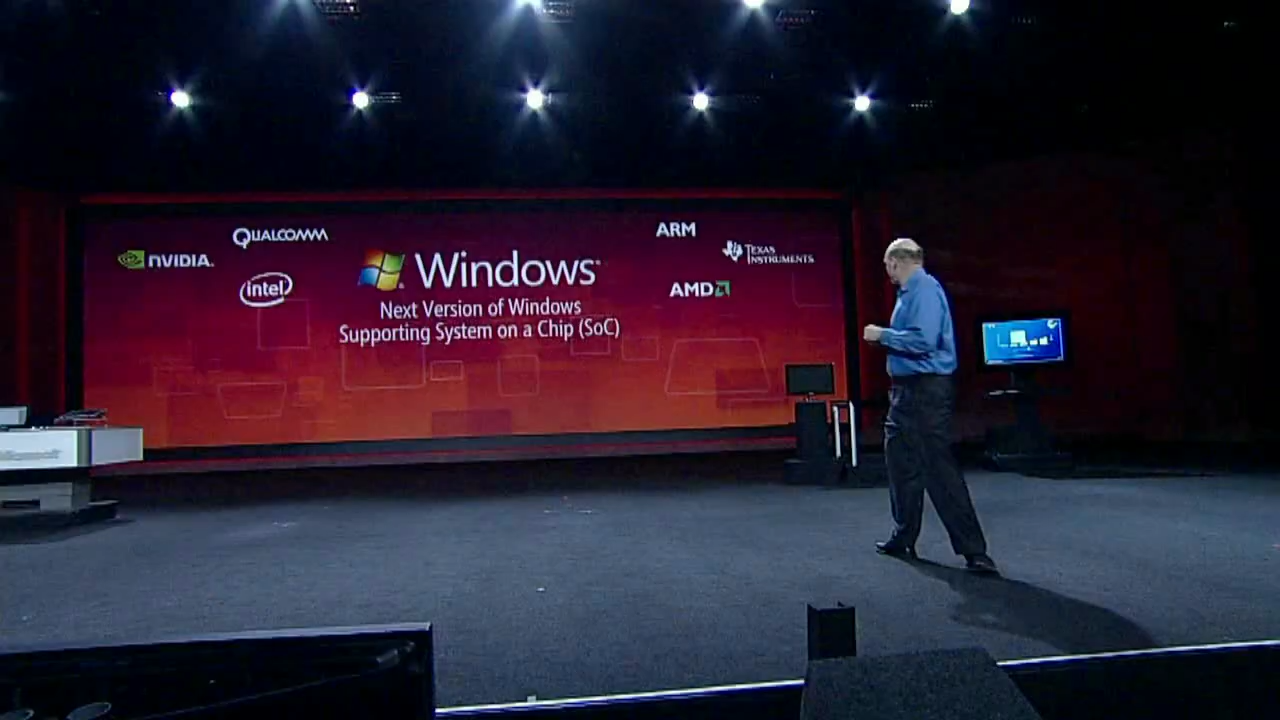 QUALCOMM
NVIDIA.
intel
Windows
Next Version of Windows
Supporting System on a Chip (SoC)
ARM
TEXAS
INSTRUMENTS
AMD